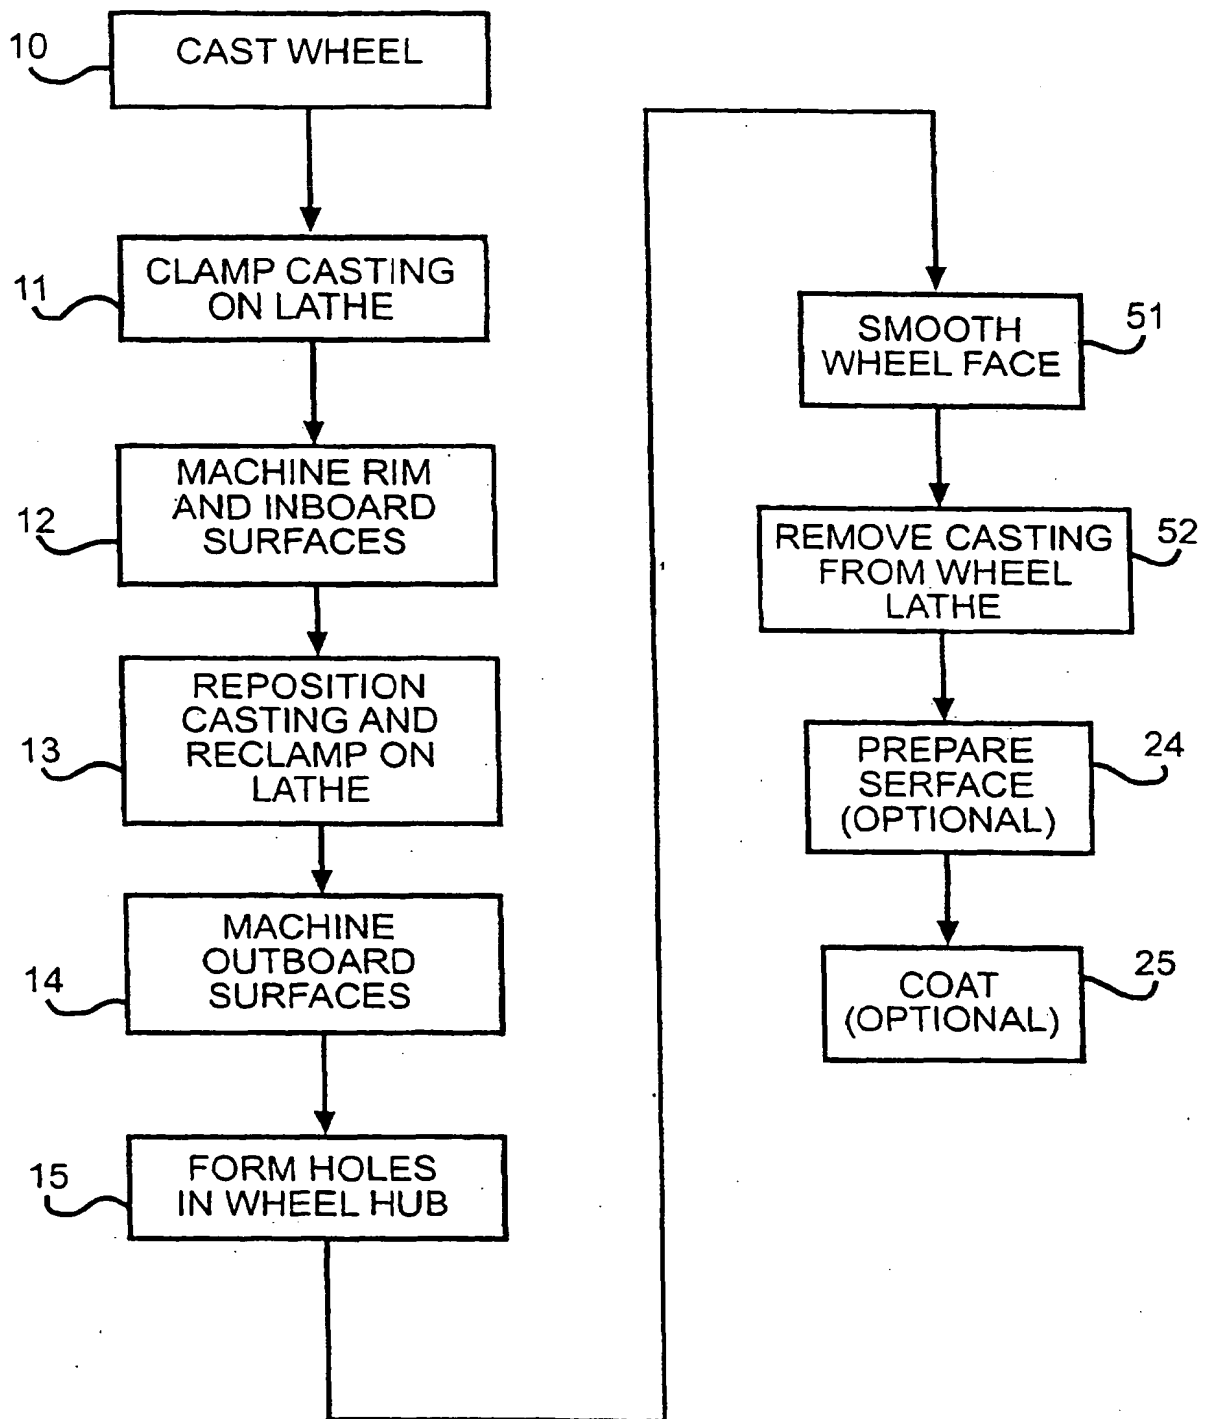 10
CAST WHEEL
11
CLAMP CASTING
ON LATHE
12
MACHINE RIM
AND INBOARD
SURFACES
13
REPOSITION
CASTING AND
RECLAMP ON
LATHE
14
MACHINE
OUTBOARD
SURFACES
15
FORM HOLES
IN WHEEL HUB
51
SMOOTH
WHEEL FACE
52
REMOVE CASTING
FROM WHEEL
LATHE
24
PREPARE
SERFACE
(OPTIONAL)
25
COAT
(OPTIONAL)